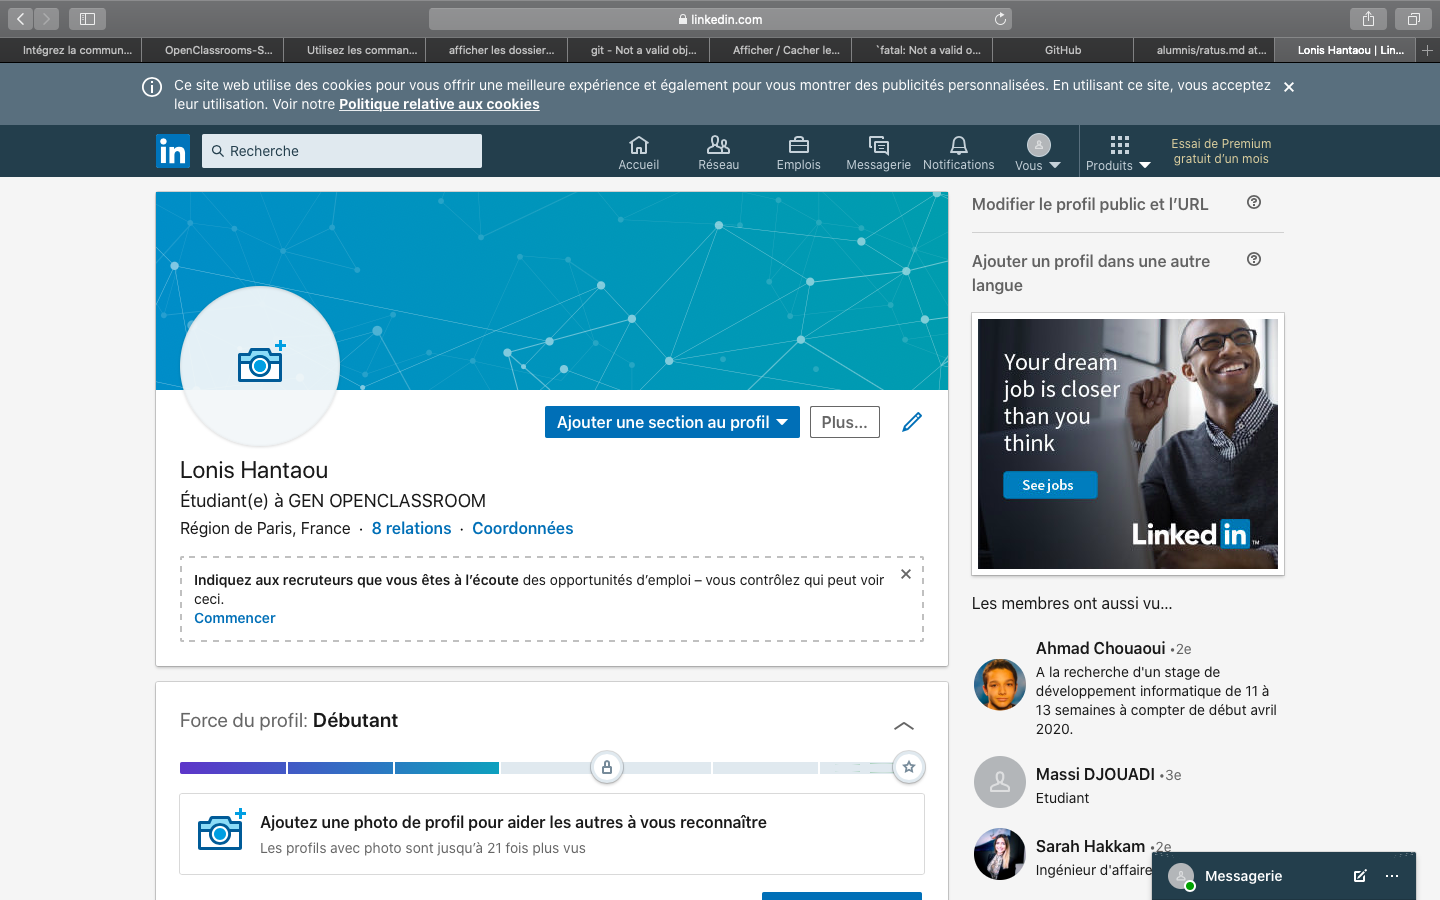 linkedin.com
Intégrez la commun...
OpenClassrooms-S...
Utilisez les comman...
afficher les dossier...
git - Not a valid obj...
Afficher / Cacher le...
`fatal: Not a valid o...
GitHub
alumnis/ratus.md at...
Lonis Hantaou | Lin...
Ce site web utilise des cookies pour vous offrir une meilleure expérience et également pour vous montrer des publicités personnalisées. En utilisant ce site, vous acceptez
leur utilisation. Voir notre Politique relative aux cookies
in
Recherche
Accueil
Réseau
Emplois
Messagerie
Notifications
Vous
Produits
Essai de Premium
gratuit d'un mois
Ajouter une section au profil
Plus...
Lonis Hantaou
Étudiant(e) à GEN OPENCLASSROOM
Région de Paris, France · 8 relations · Coordonnées
Indiquez aux recruteurs que vous êtes à l'écoute des opportunités d'emploi – vous contrôlez qui peut voir
ceci.
Commencer
Force du profil: Débutant
Ajoutez une photo de profil pour aider les autres à vous reconnaître
Les profils avec photo sont jusqu'à 21 fois plus vus
Modifier le profil public et l'URL
Ajouter un profil dans une autre
langue
Your dream
job is closer
than you
think
See jobs
Linked in ™
Les membres ont aussi vu...
Ahmad Chouaoui •2e
A la recherche d'un stage de
développement informatique de 11 à
13 semaines à compter de début avril
2020.
Massi DJOUADI •3e
Etudiant
Sarah Hakkam •2e
Ingénieur d'affaire
Messagerie